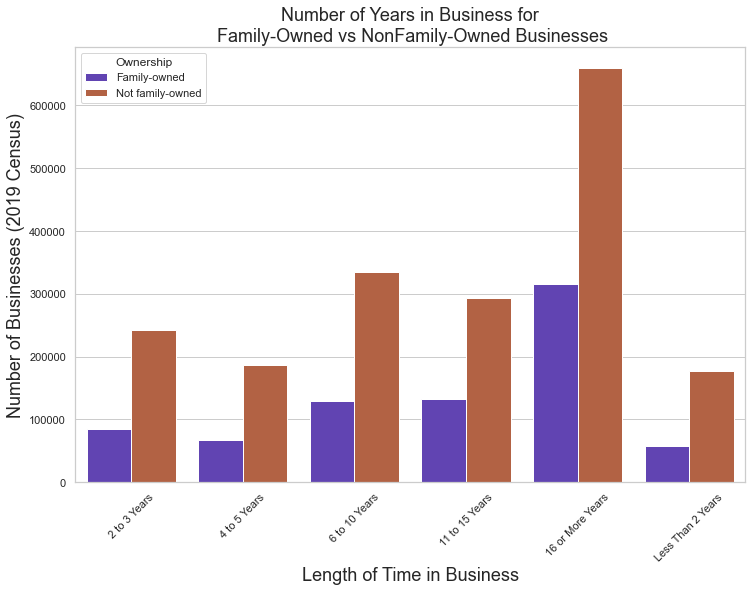 Number of Years in Business for
Family-Owned vs NonFamily-Owned Businesses
Ownership
Family-owned
Not family-owned
Number of Businesses (2019 Census)
600000
500000
400000
300000
200000
100000
0
2 to 3 Years
4 to 5 Years
6 to 10 Years
11 to 15 Years
16 or More Years
Less Than 2 Years
Length of Time in Business